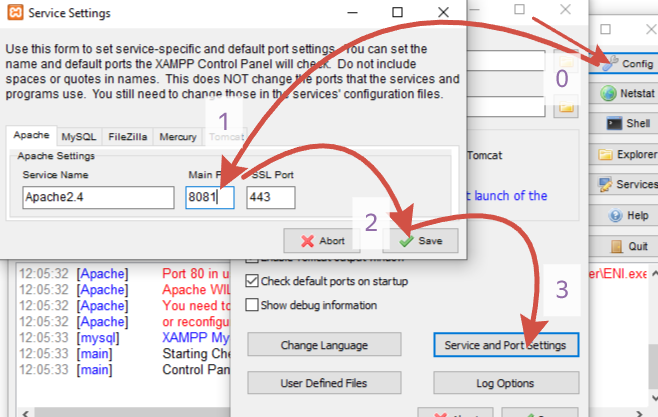 Service Settings
Use this form to set service-specific and default port settings. You can set the
name and default ports the XAMPP Control Panel will check. Do not include
spaces or quotes in names. This does NOT change the ports that the services and
programs use. You still need to change those in the services' configuration files.
Apache MySQL FileZilla Mercury Tomcat
Apache Settings
Service Name Main SSL Port
Apache2.4 8081 443
Abort Save
0
1
2
3
Config
Netstat
Shell
Explorer
Services
Help
Quit
Tomcat
launch of the
Enable Tomcat output window
Check default ports on startup
Show debug information
Change Language Service and Port Settings
User Defined Files Log Options
12:05:32 [Apache] Port 80 in u
12:05:32 [Apache] Apache WIL
12:05:32 [Apache] You need to
12:05:32 [Apache] or reconfigu
12:05:33 [mysql] XAMPP My
12:05:33 [main] Starting Che
12:05:33 [main] Control Pan
er\ENI.exe